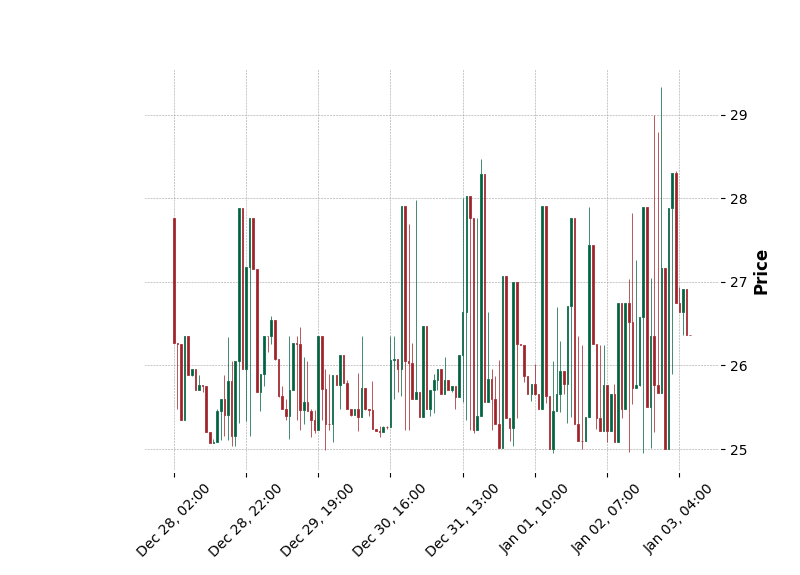 29
28
27
26
25
Price
Dec 28, 02:00
Dec 28, 22:00
Dec 29, 19:00
Dec 30, 16:00
Dec 31, 13:00
Jan 01, 10:00
Jan 02, 07:00
Jan 03, 04:00